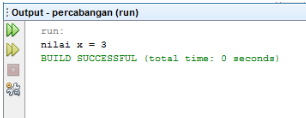 Output - percabangan (run)
run:
nilai x = 3
BUILD SUCCESSFUL (total time: 0 seconds)